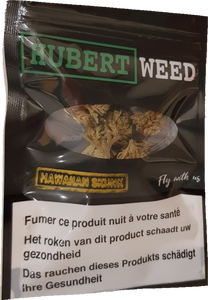 HUBERT WEED
HAWAIIAN SKUNK
Fly with us
Fumer ce produit nuit à votre santé
Het roken van dit product schaadt uw
gezondheid
Das rauchen dieses Produkts schädigt
Ihre Gesundheit